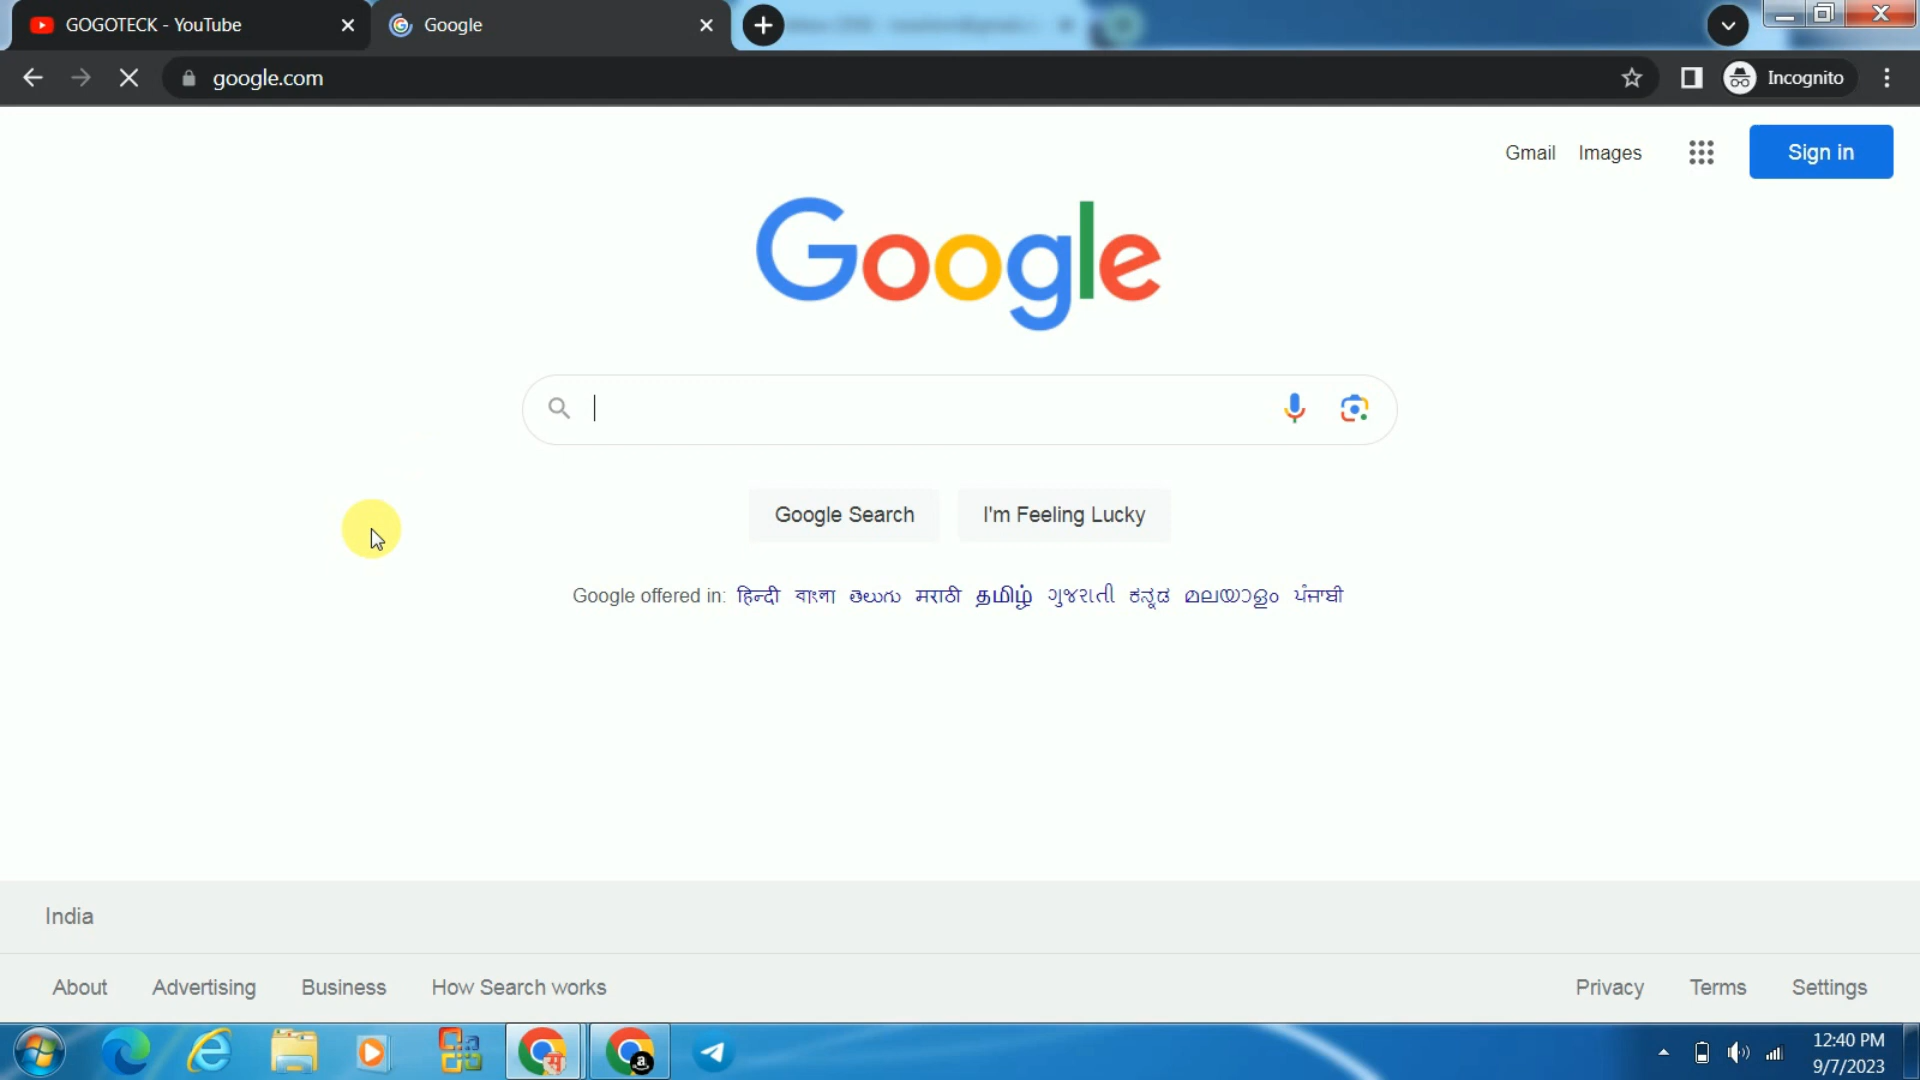 GOGOTECK - YouTube
Google
google.com
Incognito
Gmail Images
Sign in
Google
Google Search
I'm Feeling Lucky
Google offered in: हिन्दी বাংলা తెలుగు मराठी தமிழ் ગુજરાતી ಕನ್ನಡ മലയാളം ਪੰਜਾਬੀ
India
About Advertising Business How Search works
Privacy Terms Settings
12:40 PM
9/7/2023